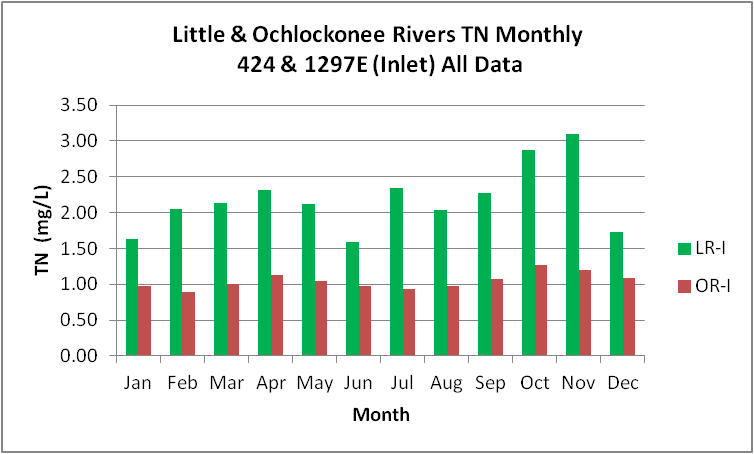 Little & Ochlockonee Rivers TN Monthly
424 & 1297E (Inlet) All Data
3.50
3.00
2.50
2.00
1.50
1.00
0.50
0.00
TN (mg/L)
Jan Feb Mar Apr May Jun Jul Aug Sep Oct Nov Dec
Month
LR-I
OR-I